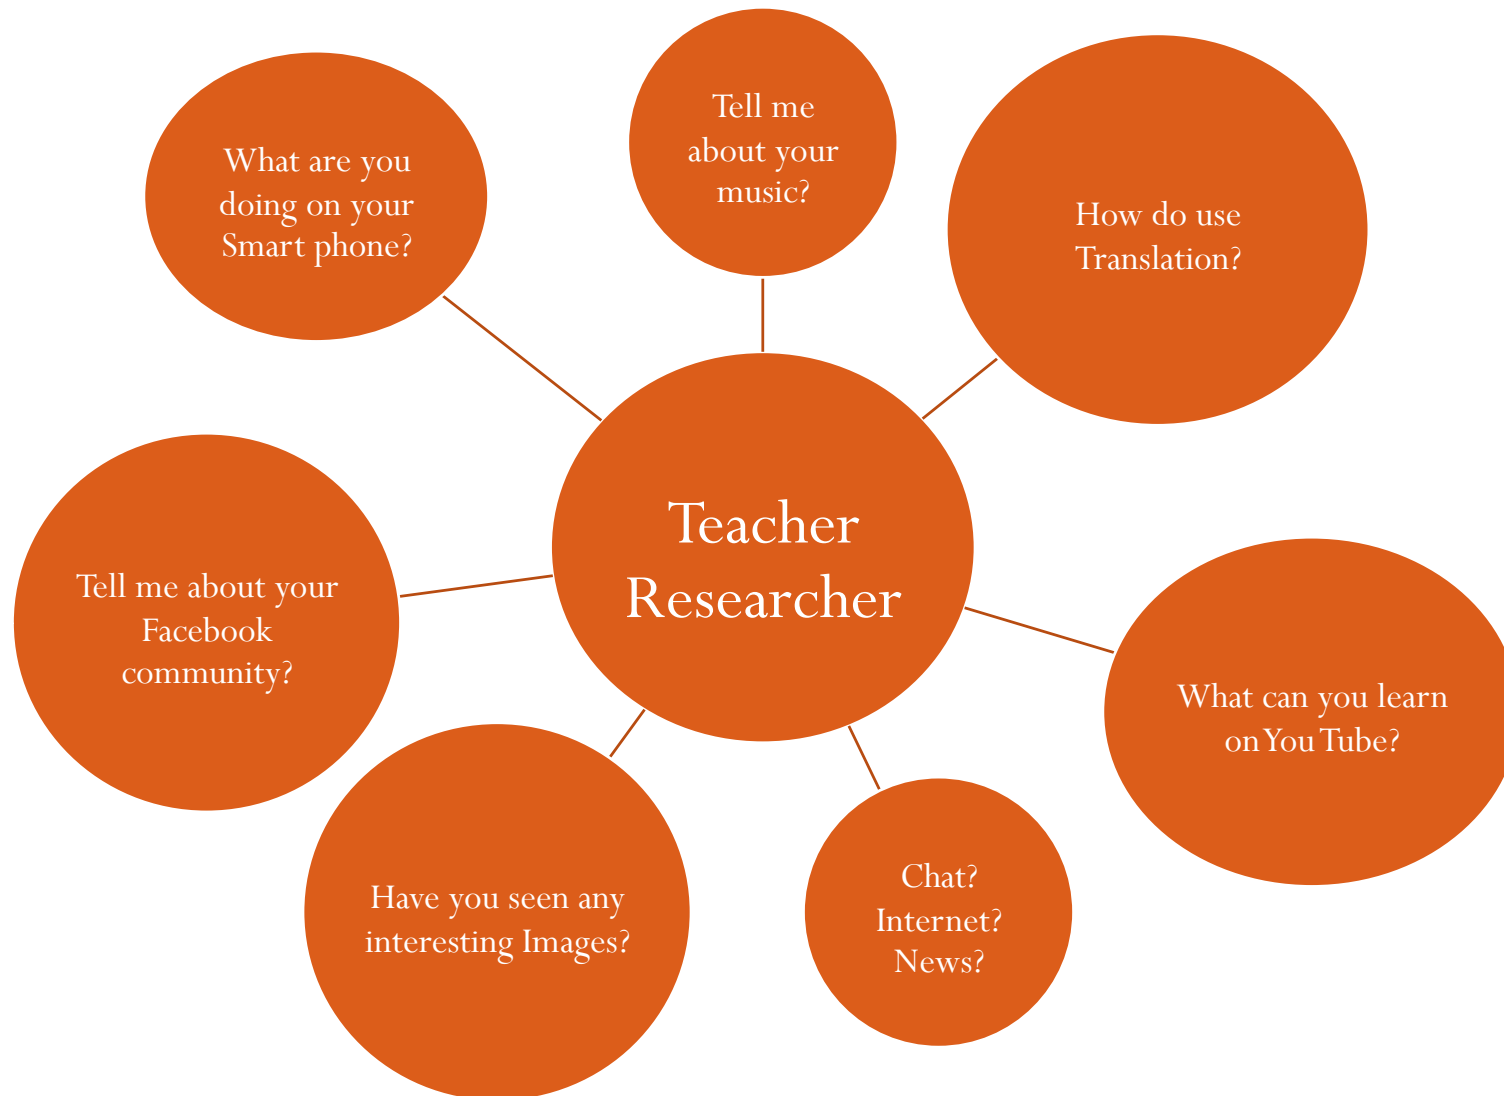 Tell me
about your
music?
What are you
doing on your
Smart phone?
How do use
Translation?
Teacher
Researcher
Tell me about your
Facebook
community?
What can you learn
on You Tube?
Have you seen any
interesting Images?
Chat?
Internet?
News?